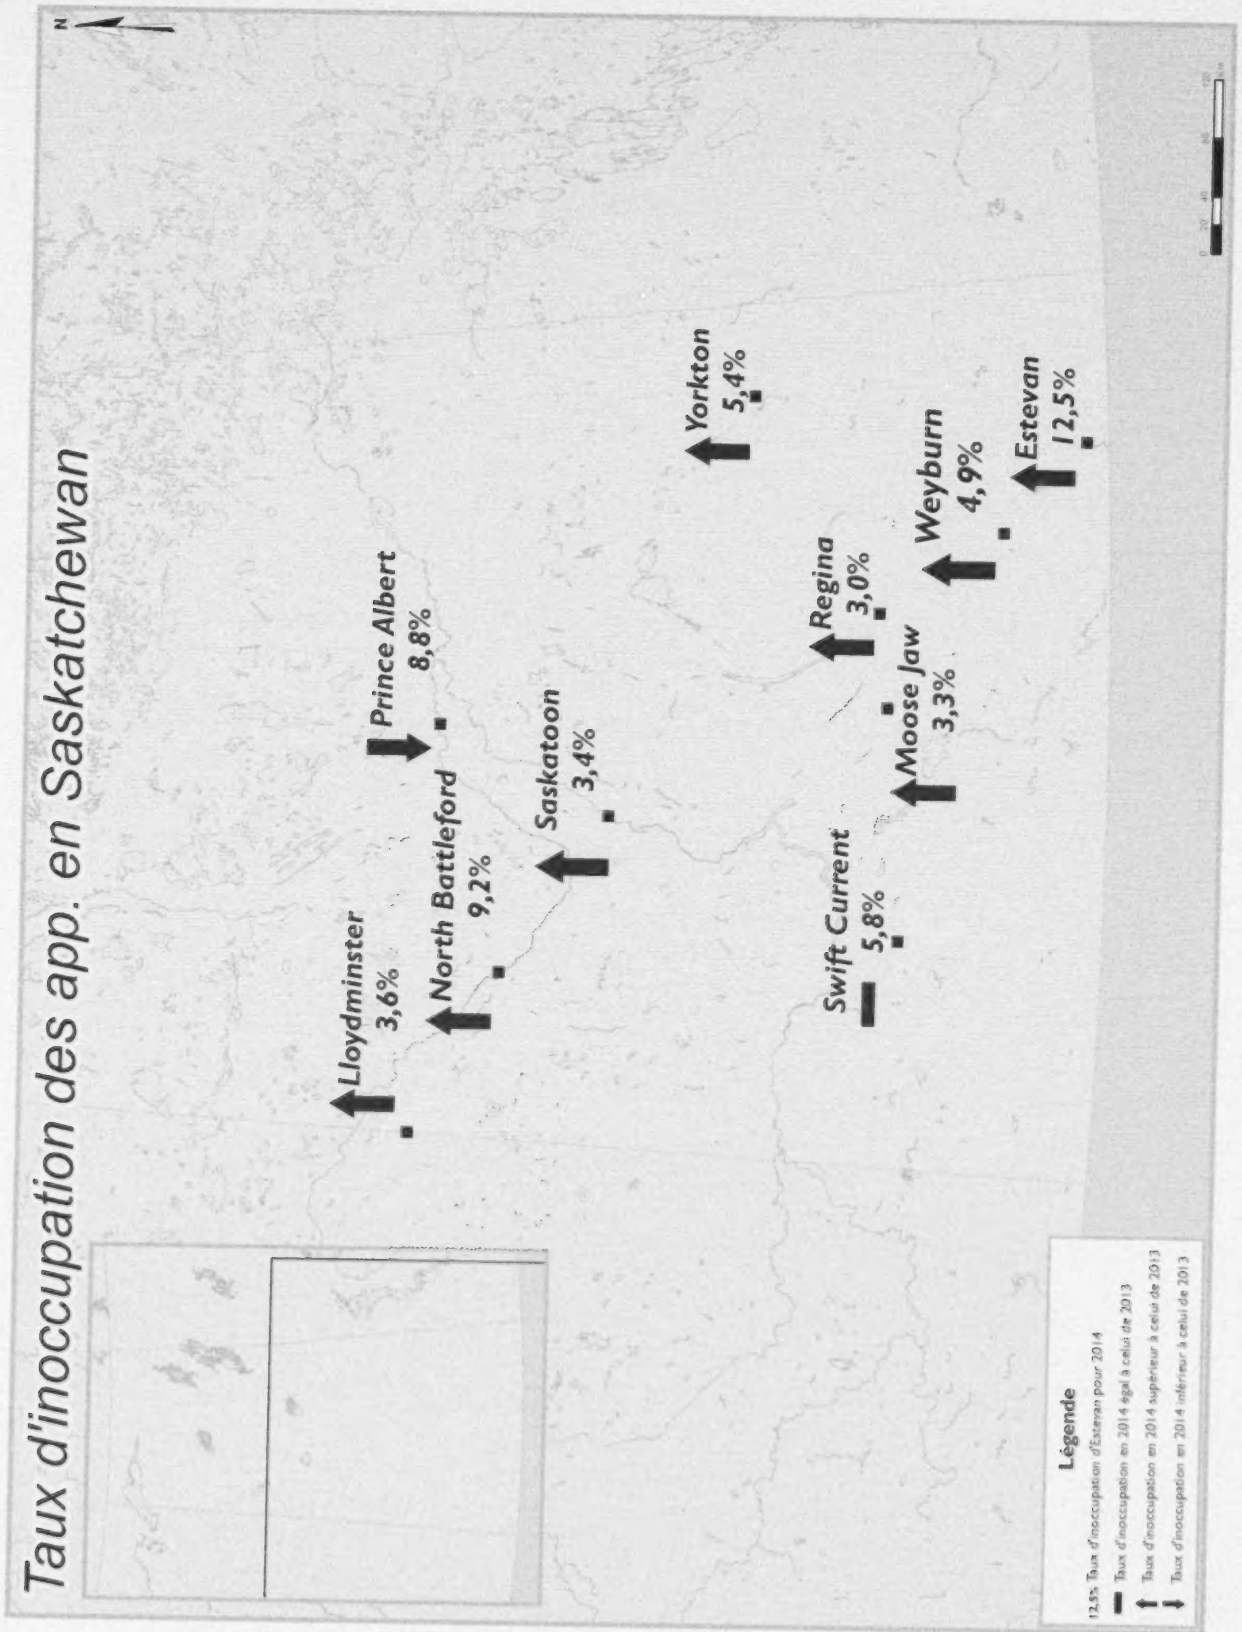 Taux d'inoccupation des app. en Saskatchewan
N
Lloydminster
3,6%
Prince Albert
8,8%
North Battleford
9,2%
Saskatoon
3,4%
Yorkton
5,4%
Regina
3,0%
Swift Current
5,8%
Moose Jaw
3,3%
Weyburn
4,9%
Estevan
12,5%
Légende
12,5% Taux d'inoccupation d'Estevan pour 2014
Taux d'inoccupation en 2014 égal à celui de 2013
Taux d'inoccupation en 2014 supérieur à celui de 2013
Taux d'inoccupation en 2014 inférieur à celui de 2013
0 20 40